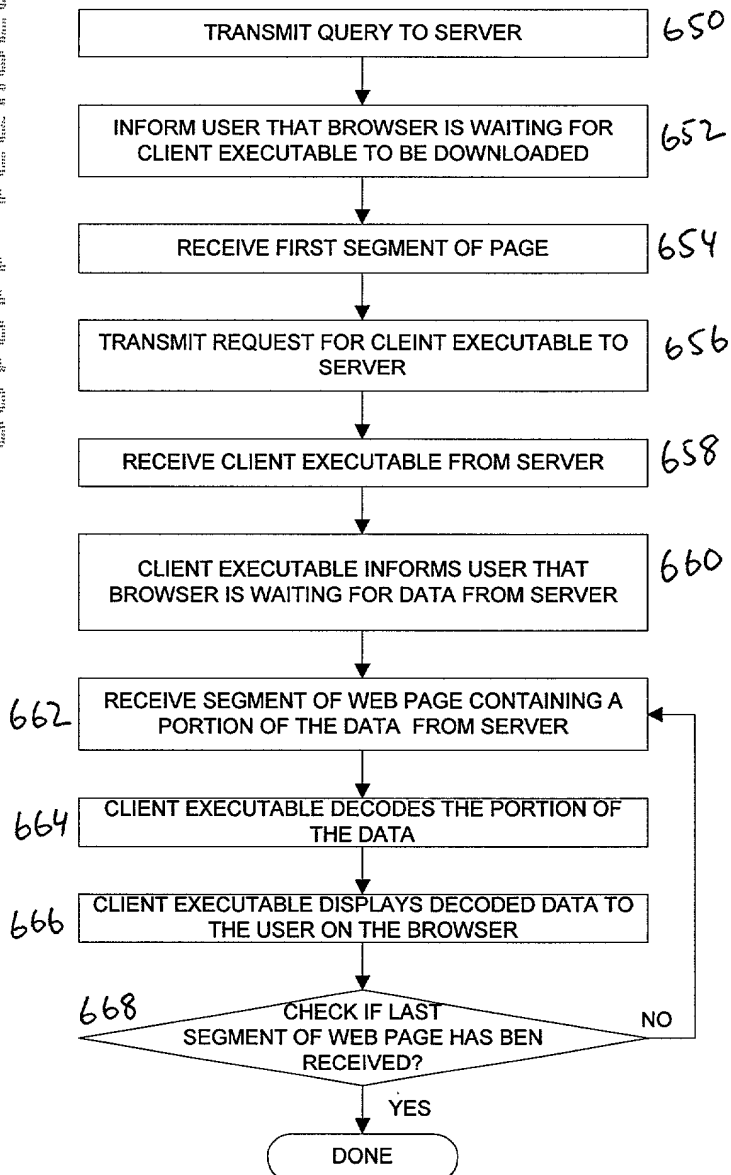 TRANSMIT QUERY TO SERVER
650
INFORM USER THAT BROWSER IS WAITING FOR
CLIENT EXECUTABLE TO BE DOWNLOADED
652
RECEIVE FIRST SEGMENT OF PAGE
654
TRANSMIT REQUEST FOR CLEINT EXECUTABLE TO
SERVER
656
RECEIVE CLIENT EXECUTABLE FROM SERVER
658
CLIENT EXECUTABLE INFORMS USER THAT
BROWSER IS WAITING FOR DATA FROM SERVER
660
662
RECEIVE SEGMENT OF WEB PAGE CONTAINING A
PORTION OF THE DATA FROM SERVER
664
CLIENT EXECUTABLE DECODES THE PORTION OF
THE DATA
666
CLIENT EXECUTABLE DISPLAYS DECODED DATA TO
THE USER ON THE BROWSER
668
CHECK IF LAST
SEGMENT OF WEB PAGE HAS BEN
RECEIVED?
NO
YES
DONE